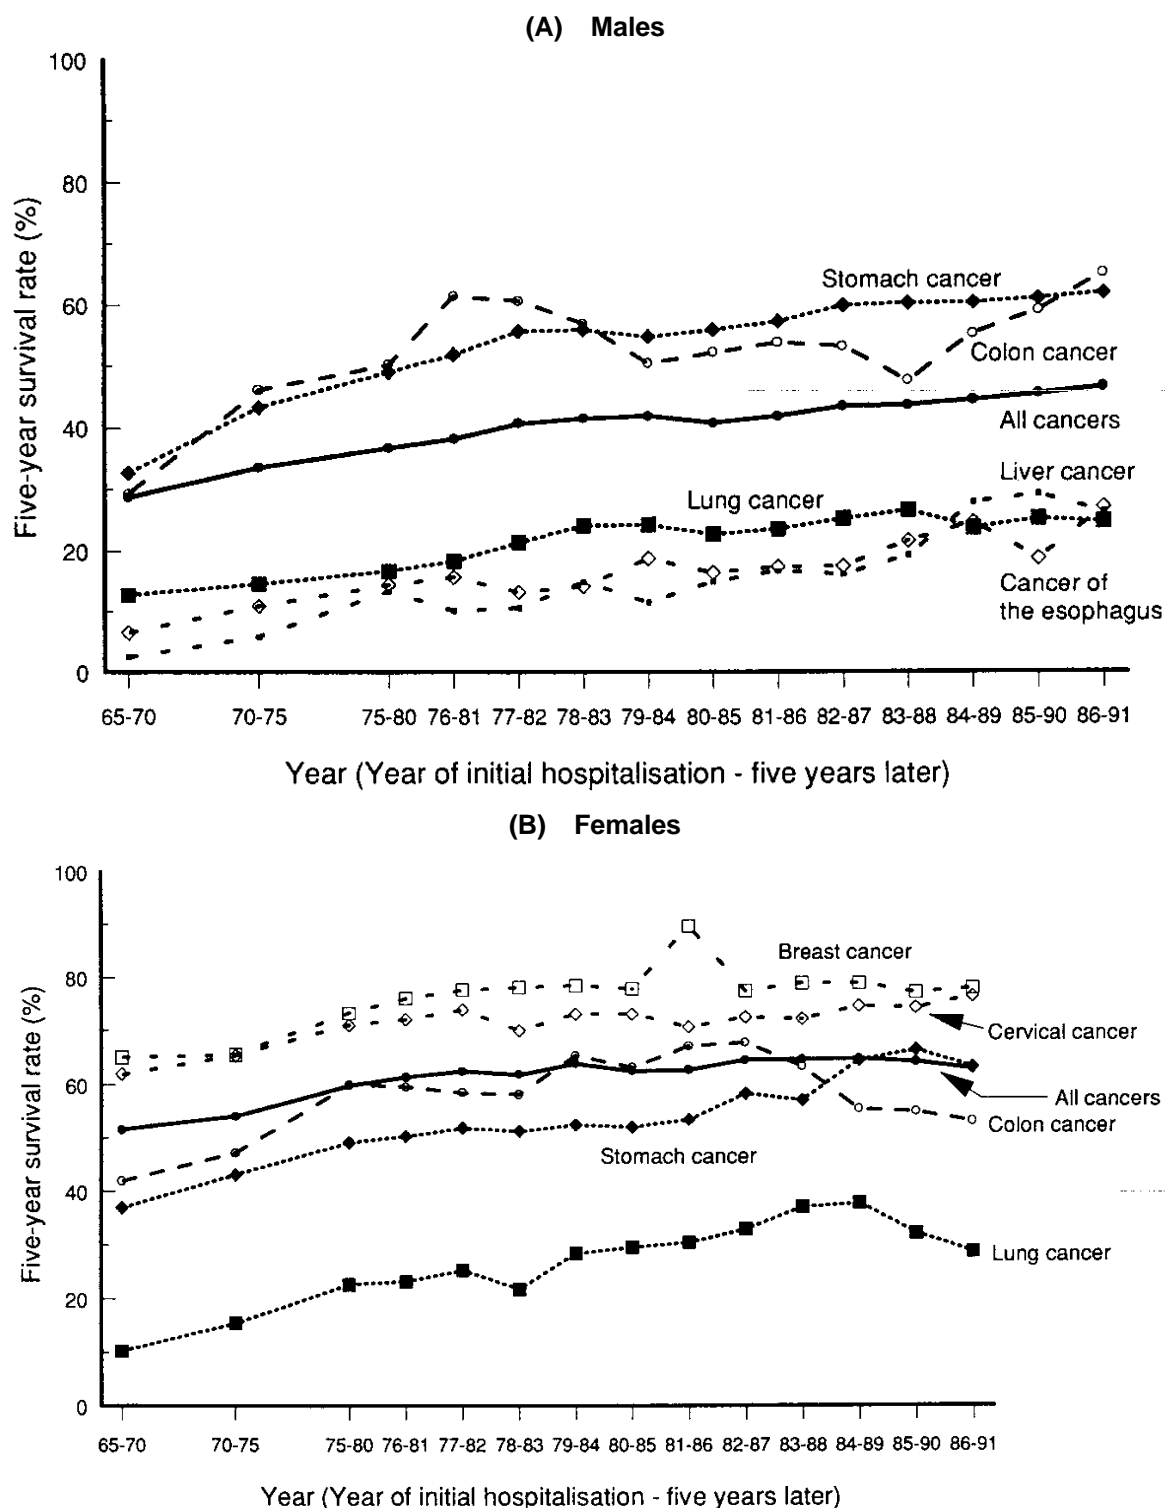 (A) Males
100
80
60
40
20
0
Five-year survival rate (%)
Stomach cancer
Colon cancer
All cancers
Liver cancer
Lung cancer
Cancer of
the esophagus
65-70 70-75 75-80 76-81 77-82 78-83 79-84 80-85 81-86 82-87 83-88 84-89 85-90 86-91
Year (Year of initial hospitalisation - five years later)
(B) Females
100
80
60
40
20
0
Five-year survival rate (%)
Breast cancer
Cervical cancer
All cancers
Colon cancer
Stomach cancer
Lung cancer
65-70 70-75 75-80 76-81 77-82 78-83 79-84 80-85 81-86 82-87 83-88 84-89 85-90 86-91
Year (Year of initial hospitalisation - five years later)